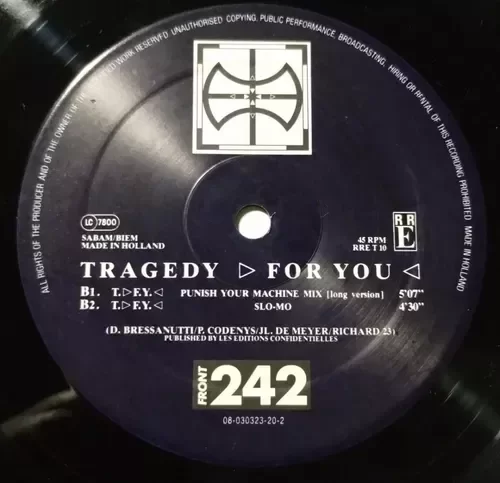 ALL RIGHTS OF THE PRODUCER AND OF THE OWNER OF THE WORK RESERVED UNAUTHORISED COPYING, PUBLIC PERFORMANCE, BROADCASTING, HIRING OR RENTAL OF THIS RECORDING PROHIBITED MADE IN HOLLAND
LC 7800
SABAM/BIEM
MADE IN HOLLAND
45 RPM
RRE T 10
R R
E
TRAGEDY ▷ FOR YOU ◁
B1. T.▷F.Y.◁ PUNISH YOUR MACHINE MIX [long version] 5'07''
B2. T.▷F.Y.◁ SLO-MO 4'30''
(D. BRESSANUTTI/P. CODENYS/JL. DE MEYER/RICHARD 23)
PUBLISHED BY LES EDITIONS CONFIDENTIELLES
FRONT 242
08-030323-20-2